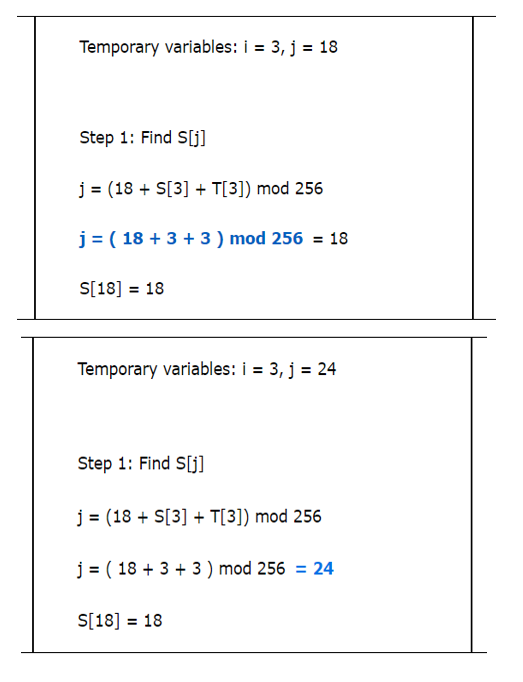 Temporary variables: i = 3, j = 18
Step 1: Find S[j]
j = (18 + S[3] + T[3]) mod 256
j = ( 18 + 3 + 3 ) mod 256 = 18
S[18] = 18
Temporary variables: i = 3, j = 24
Step 1: Find S[j]
j = (18 + S[3] + T[3]) mod 256
j = ( 18 + 3 + 3 ) mod 256 = 24
S[18] = 18